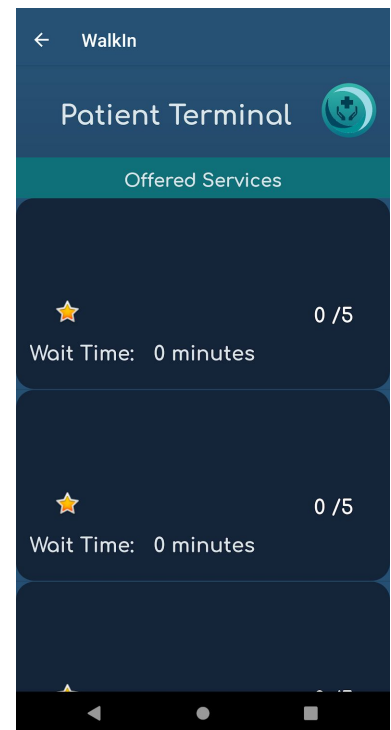 WalkIn
Patient Terminal
Offered Services
0 /5
Wait Time: 0 minutes
0 /5
Wait Time: 0 minutes